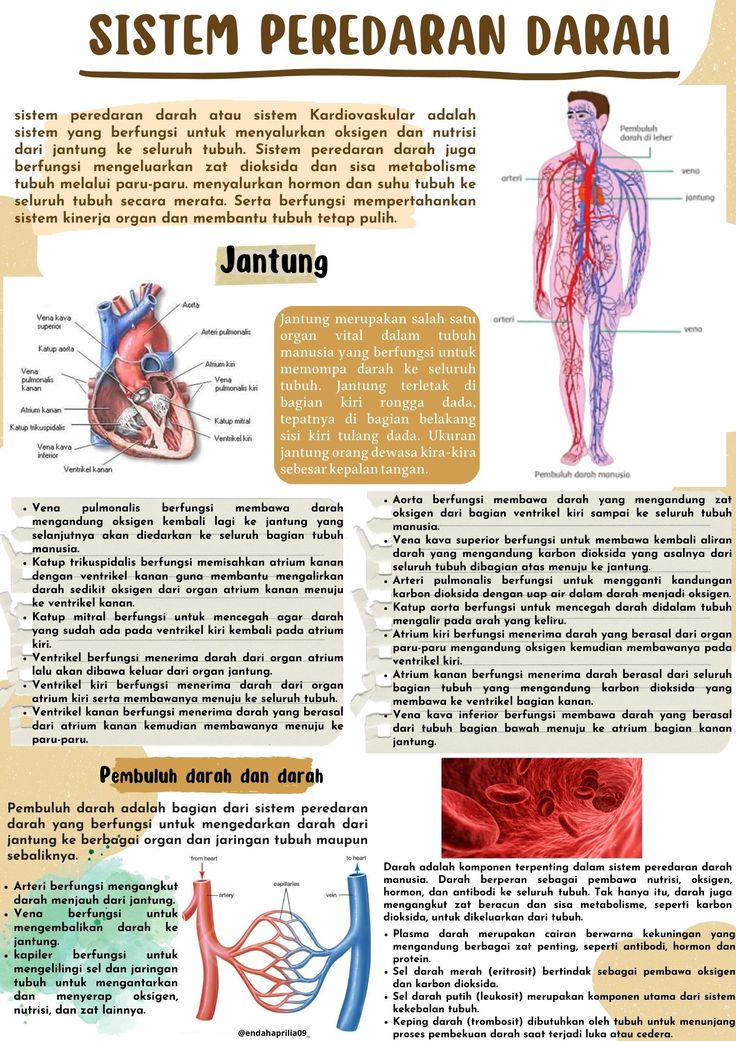 SISTEM PEREDARAN DARAH
sistem peredaran darah atau sistem Kardiovaskular adalah
sistem yang berfungsi untuk menyalurkan oksigen dan nutrisi
dari jantung ke seluruh tubuh. Sistem peredaran darah juga
berfungsi mengeluarkan zat dioksida dan sisa metabolisme
tubuh melalui paru-paru. menyalurkan hormon dan suhu tubuh ke
seluruh tubuh secara merata. Serta berfungsi mempertahankan
sistem kinerja organ dan membantu tubuh tetap pulih.
Pembuluh
darah di leher
arteri
vena
jantung
arteri
vena
Pembuluh darah manusia
Jantung
Vena kava
superior
Katup aorta
Vena
pulmonalis
kanan
Atrium kanan
Katup trikuspidalis
Vena kava
inferior
Ventrikel kanan
Aorta
Arteri pulmonalis
Atrium kiri
Vena
pulmonalis kiri
Katup mitral
Ventrikel kiri
Jantung merupakan salah satu
organ vital dalam tubuh
manusia yang berfungsi untuk
memompa darah ke seluruh
tubuh. Jantung terletak di
bagian kiri rongga dada,
tepatnya di bagian belakang
sisi kiri tulang dada. Ukuran
jantung orang dewasa kira-kira
sebesar kepalan tangan.
• Vena pulmonalis berfungsi membawa darah
mengandung oksigen kembali lagi ke jantung yang
selanjutnya akan diedarkan ke seluruh bagian tubuh
manusia.
• Katup trikuspidalis berfungsi memisahkan atrium kanan
dengan ventrikel kanan guna membantu mengalirkan
darah sedikit oksigen dari organ atrium kanan menuju
ke ventrikel kanan.
• Katup mitral berfungsi untuk mencegah agar darah
yang sudah ada pada ventrikel kiri kembali pada atrium
kiri.
• Ventrikel berfungsi menerima darah dari organ atrium
lalu akan dibawa keluar dari organ jantung.
• Ventrikel kiri berfungsi menerima darah dari organ
atrium kiri serta membawanya menuju ke seluruh tubuh.
• Ventrikel kanan berfungsi menerima darah yang berasal
dari atrium kanan kemudian membawanya menuju ke
paru-paru.
• Aorta berfungsi membawa darah yang mengandung zat
oksigen dari bagian ventrikel kiri sampai ke seluruh tubuh
manusia.
• Vena kava superior berfungsi untuk membawa kembali aliran
darah yang mengandung karbon dioksida yang asalnya dari
seluruh tubuh dibagian atas menuju ke jantung.
• Arteri pulmonalis berfungsi untuk mengganti kandungan
karbon dioksida dengan uap air dalam darah menjadi oksigen.
• Katup aorta berfungsi untuk mencegah darah didalam tubuh
mengalir pada arah yang keliru.
• Atrium kiri berfungsi menerima darah yang berasal dari organ
paru-paru mengandung oksigen kemudian membawanya pada
ventrikel kiri.
• Atrium kanan berfungsi menerima darah berasal dari seluruh
bagian tubuh yang mengandung karbon dioksida yang
membawa ke ventrikel bagian kanan.
• Vena kava inferior berfungsi membawa darah yang berasal
dari tubuh bagian bawah menuju ke atrium bagian kanan
jantung.
Pembuluh darah dan darah
Pembuluh darah adalah bagian dari sistem peredaran
darah yang berfungsi untuk mengedarkan darah dari
jantung ke berbagai organ dan jaringan tubuh maupun
sebaliknya.
• Arteri berfungsi mengangkut
darah menjauh dari jantung.
• Vena berfungsi untuk
mengembalikan darah ke
jantung.
• kapiler berfungsi untuk
mengelilingi sel dan jaringan
tubuh untuk mengantarkan
dan menyerap oksigen,
nutrisi, dan zat lainnya.
from heart
to heart
artery
capillaries
vein
@endahaprilia09_
Darah adalah komponen terpenting dalam sistem peredaran darah
manusia. Darah berperan sebagai pembawa nutrisi, oksigen,
hormon, dan antibodi ke seluruh tubuh. Tak hanya itu, darah juga
mengangkut zat beracun dan sisa metabolisme, seperti karbon
dioksida, untuk dikeluarkan dari tubuh.
• Plasma darah merupakan cairan berwarna kekuningan yang
mengandung berbagai zat penting, seperti antibodi, hormon dan
protein.
• Sel darah merah (eritrosit) bertindak sebagai pembawa oksigen
dan karbon dioksida.
• Sel darah putih (leukosit) merupakan komponen utama dari sistem
kekebalan tubuh.
• Keping darah (trombosit) dibutuhkan oleh tubuh untuk menunjang
proses pembekuan darah saat terjadi luka atau cedera.